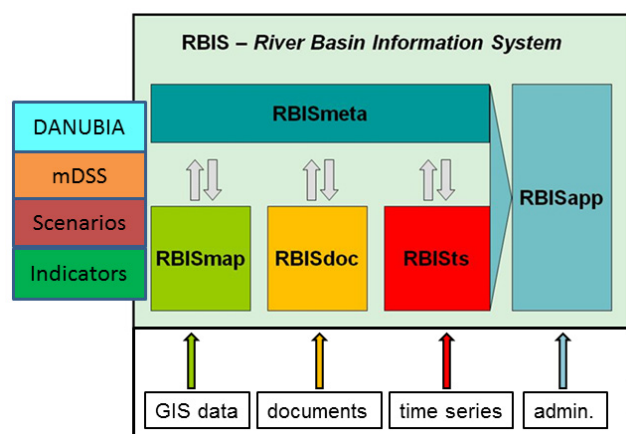 RBIS – River Basin Information System
DANUBIA
mDSS
Scenarios
Indicators
RBISmeta
RBISmap
RBISdoc
RBISts
RBISapp
GIS data
documents
time series
admin.